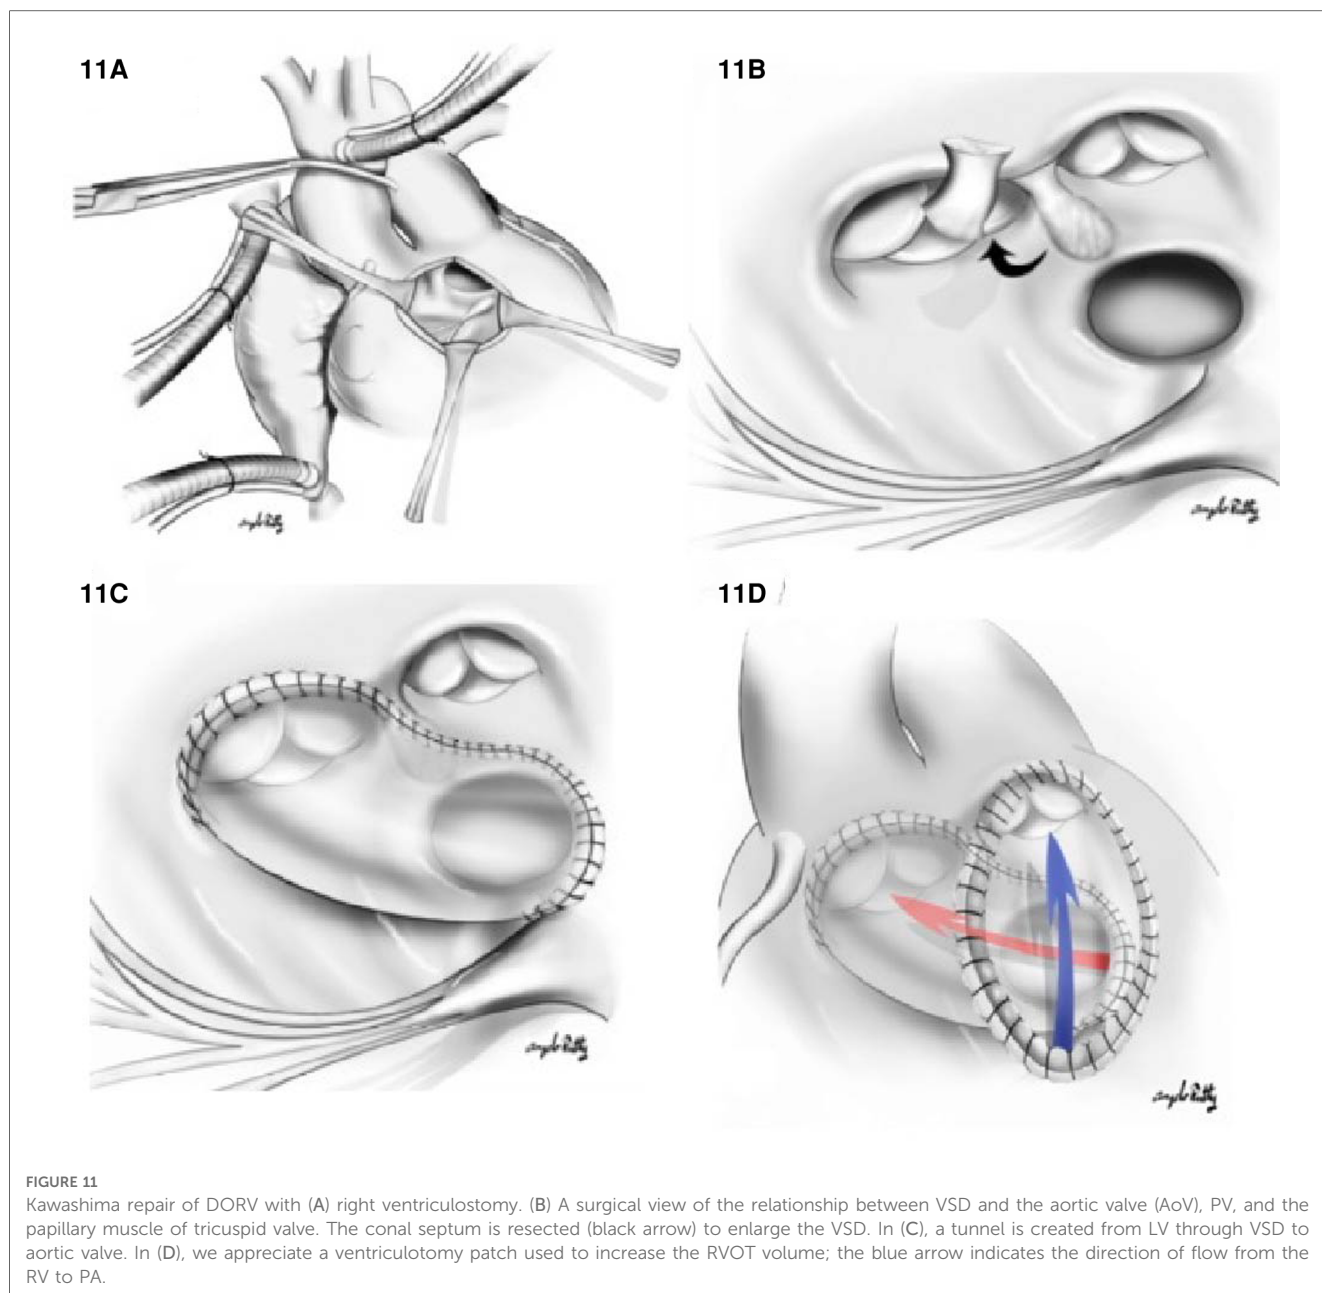 11A
11B
11C
11D
FIGURE 11
Kawashima repair of DORV with (A) right ventriculostomy. (B) A surgical view of the relationship between VSD and the aortic valve (AoV), PV, and the
papillary muscle of tricuspid valve. The conal septum is resected (black arrow) to enlarge the VSD. In (C), a tunnel is created from LV through VSD to
aortic valve. In (D), we appreciate a ventriculotomy patch used to increase the RVOT volume; the blue arrow indicates the direction of flow from the
RV to PA.